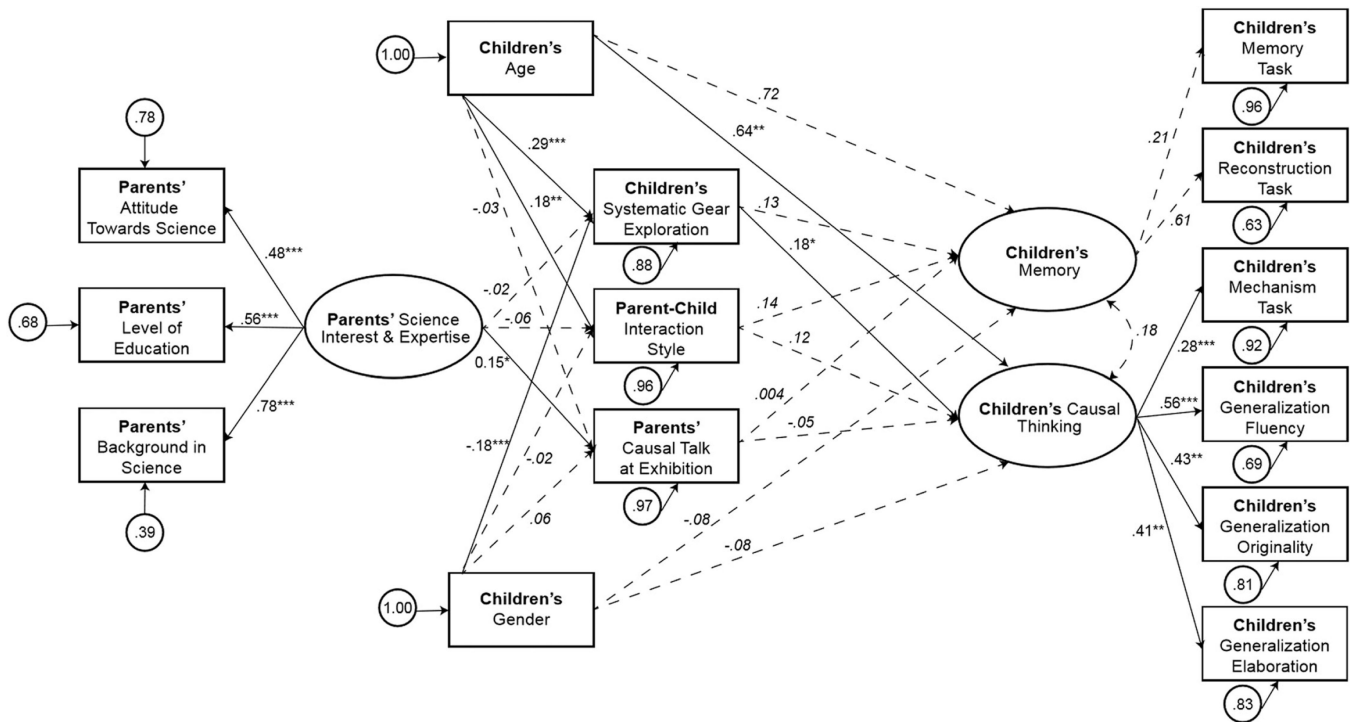 1.00
Children's
Age
.78
Parents'
Attitude
Towards Science
.48***
.68
Parents'
Level of
Education
.56***
Parents' Science
Interest & Expertise
.78***
Parents'
Background in
Science
.39
.29***
.18**
-.03
-.02
-.06
0.15*
-.18***
-.02
.06
1.00
Children's
Gender
Children's
Systematic Gear
Exploration
.88
Parent-Child
Interaction
Style
.96
Parents'
Causal Talk
at Exhibition
.97
.72
.64**
.13
.18*
.14
.12
.004
-.05
-.08
-.08
Children's
Memory
.18
Children's Causal
Thinking
.21
.61
.28***
.56***
.43**
.41**
Children's
Memory
Task
.96
Children's
Reconstruction
Task
.63
Children's
Mechanism
Task
.92
Children's
Generalization
Fluency
.69
Children's
Generalization
Originality
.81
Children's
Generalization
Elaboration
.83